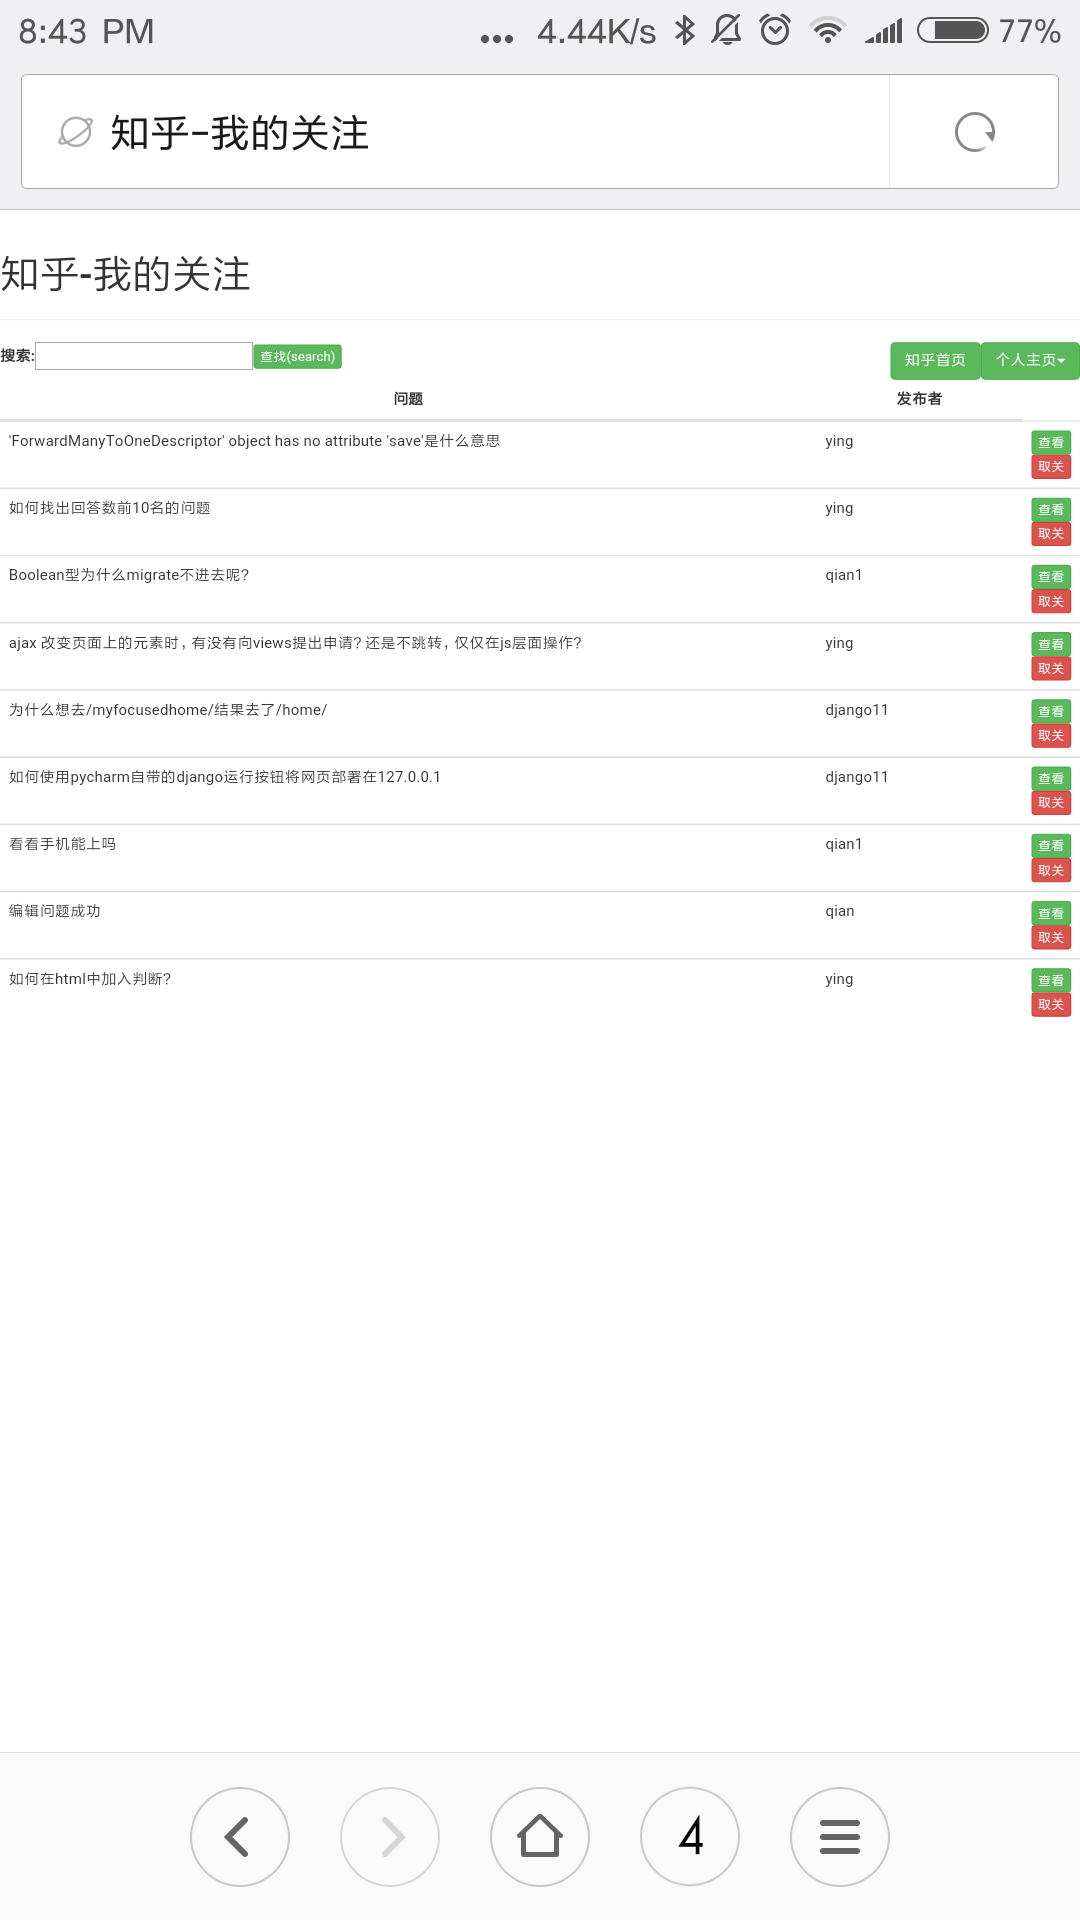 8:43 PM ... 4.44K/s 77%
知乎-我的关注
知乎-我的关注
搜索: 查找(search) 知乎首页 个人主页
问题 发布者
'ForwardManyToOneDescriptor' object has no attribute 'save'是什么意思 ying 查看
取关
如何找出回答数前10名的问题 ying 查看
取关
Boolean型为什么migrate不进去呢? qian1 查看
取关
ajax 改变页面上的元素时，有没有向views提出申请? 还是不跳转，仅仅在js层面操作? ying 查看
取关
为什么想去/myfocusedhome/结果去了/home/ django11 查看
取关
如何使用pycharm自带的django运行按钮将网页部署在127.0.0.1 django11 查看
取关
看看手机能上吗 qian1 查看
取关
编辑问题成功 qian 查看
取关
如何在html中加入判断? ying 查看
取关
4